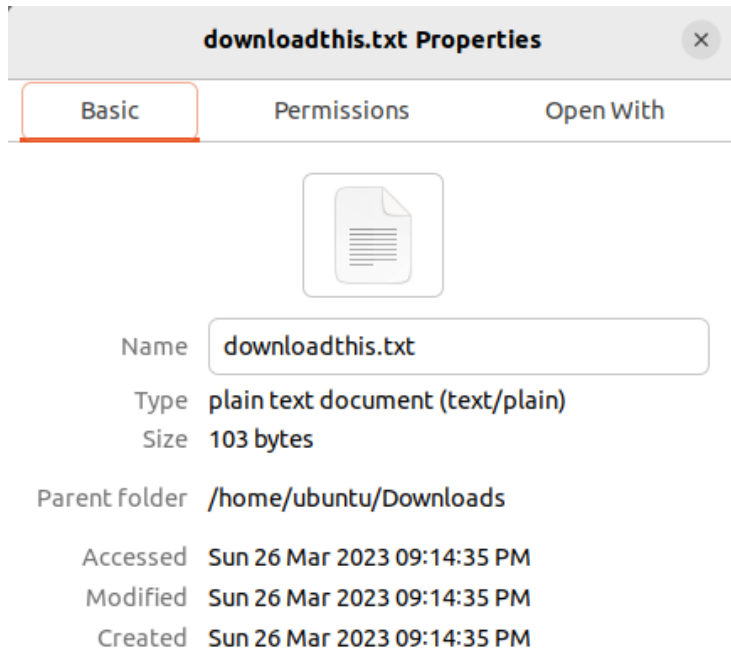 downloadthis.txt Properties
Basic Permissions Open With
Name downloadthis.txt
Type plain text document (text/plain)
Size 103 bytes
Parent folder /home/ubuntu/Downloads
Accessed Sun 26 Mar 2023 09:14:35 PM
Modified Sun 26 Mar 2023 09:14:35 PM
Created Sun 26 Mar 2023 09:14:35 PM